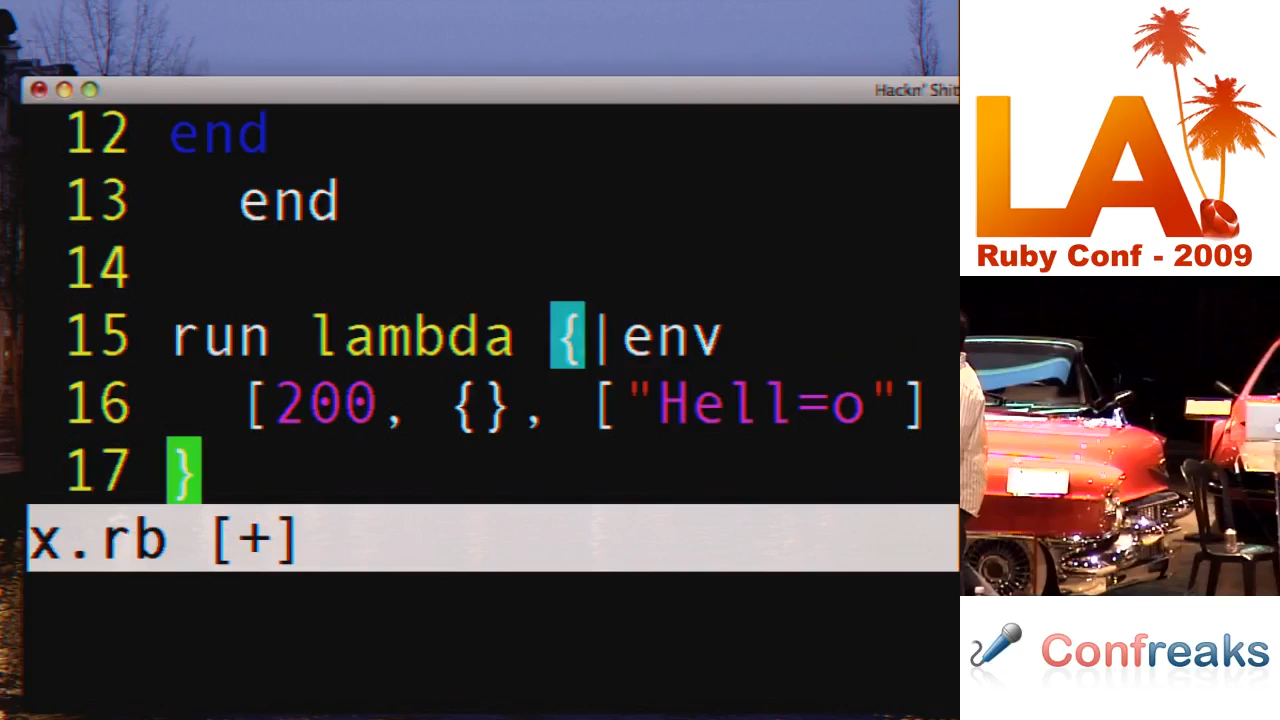 Hackn' Shit
12 end
13 end
14
15 run lambda {|env
16 [200, {}, ["Hell=o"]
17 }
x.rb [+]
LA
Ruby Conf - 2009
Confreaks